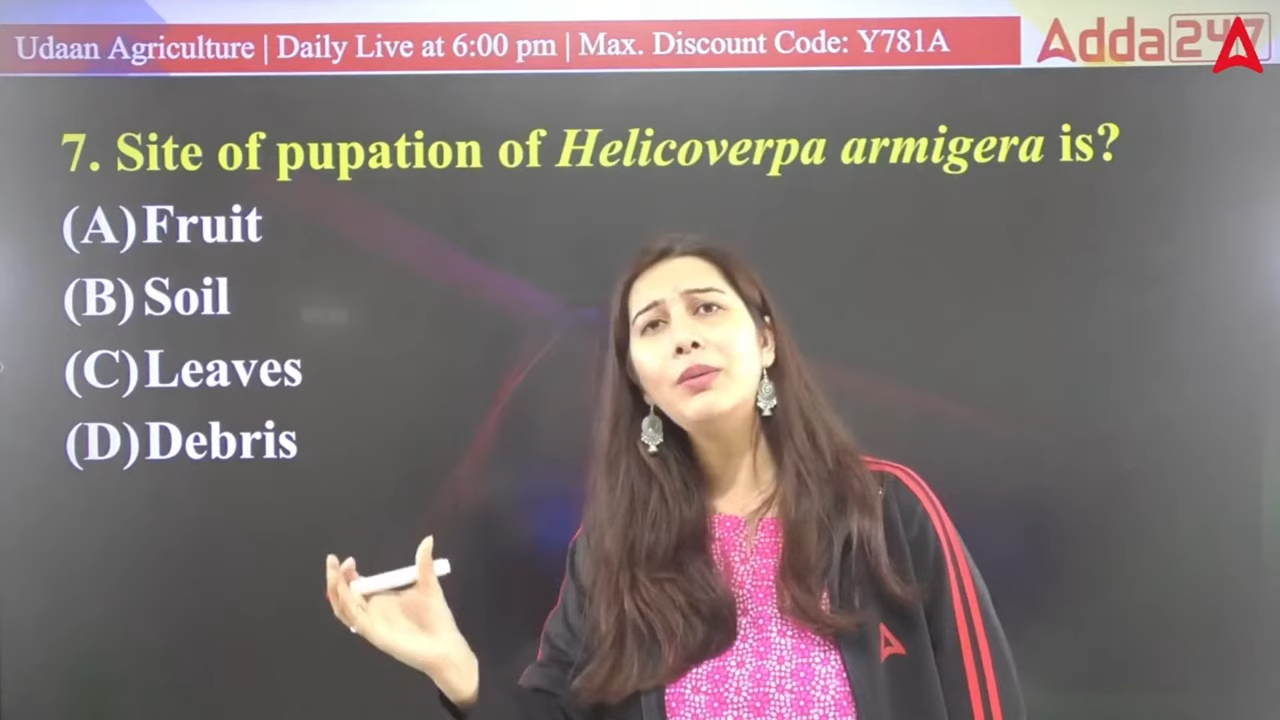 Udaan Agriculture | Daily Live at 6:00 pm | Max. Discount Code: Y781A
Adda247
7. Site of pupation of Helicoverpa armigera is?
(A) Fruit
(B) Soil
(C) Leaves
(D) Debris